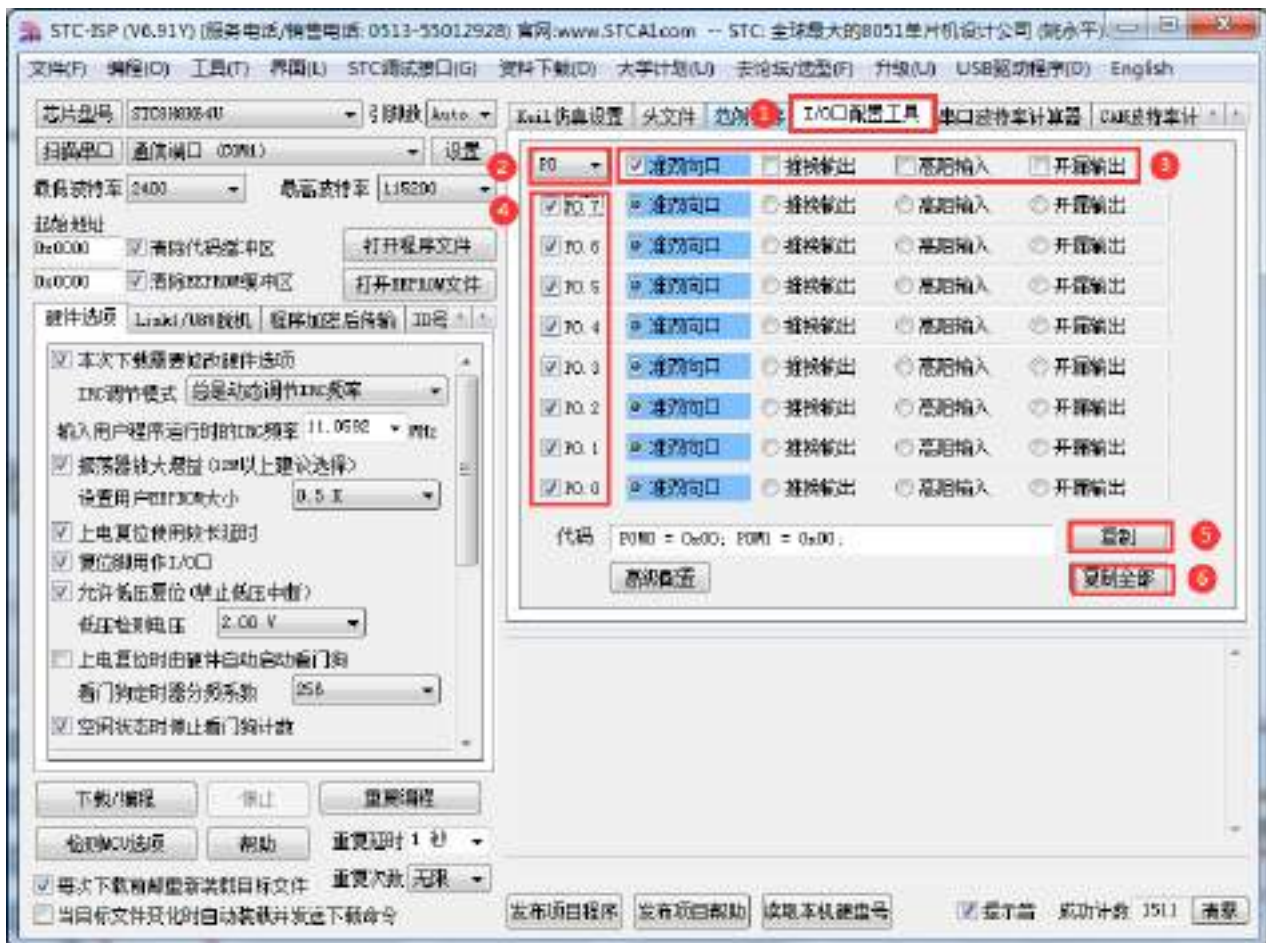 STC-ISP (V6.91Y) (服务电话/销售电话: 0513-55012928) 官网:www.STCAI.com -- STC: 全球最大的8051单片机设计公司 (姚永平)
文件(F) 编程(O) 工具(T) 界面(L) STC调试接口(G) 资料下载(D) 大学计划(U) 去论坛/选型(F) 升级(U) USB驱动程序(D) English
芯片型号 引脚数 Auto
扫描串口 通信端口 (COM1) 设置
最低波特率 2400 最高波特率 115200
起始地址
0x0000 清除代码缓冲区 打开程序文件
0x0000 清除EEPROM缓冲区 打开EEPROM文件
硬件选项 Link1/USB脱机 程序加密后传输 ID号
本次下载需要修改硬件选项
IRC调节模式 总是动态调节IRC频率
输入用户程序运行时的IRC频率 11.0592 MHz
振荡器放大增益(12M以上建议选择)
设置用户EEPROM大小 0.5 K
上电复位使用较长延时
复位脚用作I/O口
允许低压复位(禁止低压中断)
低压检测电压 2.00 V
上电复位时由硬件自动启动看门狗
看门狗定时器分频系数 256
空闲状态时停止看门狗计数
下载/编程 停止 重复编程
检测MCU选项 帮助 重复延时 1 秒
每次下载前都重新装载目标文件 重复次数 无限
当目标文件变化时自动装载并发送下载命令
Keil仿真设置 头文件 范例 1 I/O口配置工具 串口波特率计算器 CAN波特率计
2 P0 准双向口 推挽输出 高阻输入 开漏输出 3
4 P0.7 准双向口 推挽输出 高阻输入 开漏输出
P0.6 准双向口 推挽输出 高阻输入 开漏输出
P0.5 准双向口 推挽输出 高阻输入 开漏输出
P0.4 准双向口 推挽输出 高阻输入 开漏输出
P0.3 准双向口 推挽输出 高阻输入 开漏输出
P0.2 准双向口 推挽输出 高阻输入 开漏输出
P0.1 准双向口 推挽输出 高阻输入 开漏输出
P0.0 准双向口 推挽输出 高阻输入 开漏输出
代码 P0M0 = 0x00; P0M1 = 0x00; 复制 5
高级配置 复制全部 6
发布项目程序 发布项目帮助 读取本机硬盘号 提示音 成功计数 1511 清零